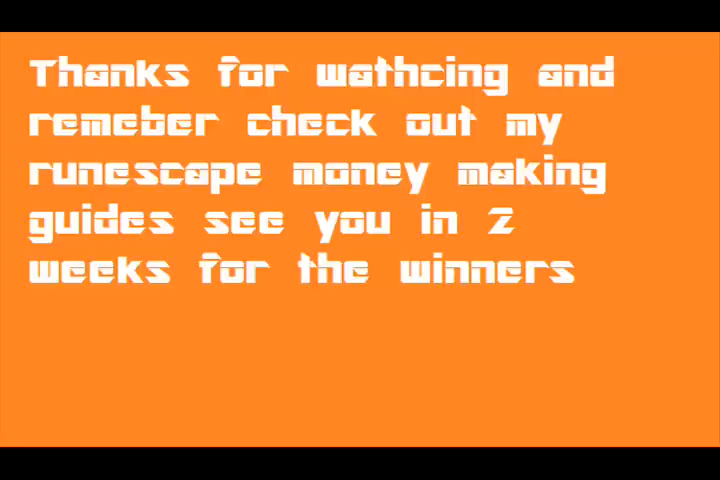 Thanks for wathcing and
remeber check out my
runescape money making
guides see you in 2
weeks for the winners